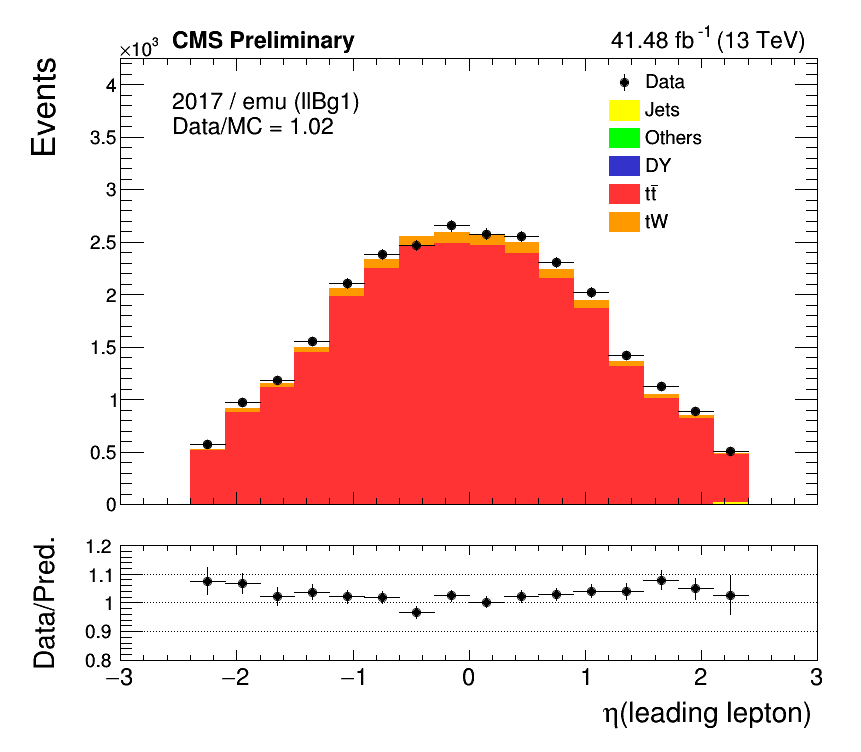 ×10³ CMS Preliminary 41.48 fb⁻¹ (13 TeV)
Events
2017 / emu (llBg1)
Data/MC = 1.02
Data
Jets
Others
DY
tt̄
tW
4
3.5
3
2.5
2
1.5
1
0.5
0
Data/Pred.
1.2
1.1
1
0.9
0.8
−3 −2 −1 0 1 2 3
η(leading lepton)